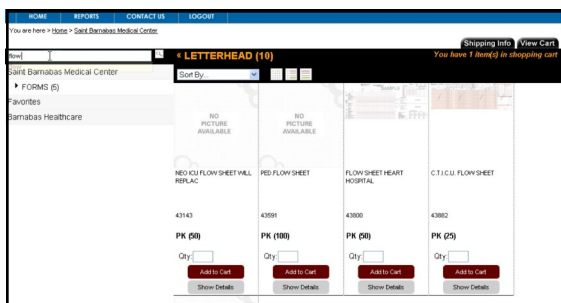 HOME REPORTS CONTACT US LOGOUT
You are here > Home > Saint Barnabas Medical Center
Shipping Info View Cart
flow
« LETTERHEAD (10)
You have 1 item(s) in shopping cart
Saint Barnabas Medical Center
Sort By...
FORMS (5)
Favorites
Barnabas Healthcare
NO PICTURE AVAILABLE
NO PICTURE AVAILABLE
SAMPLE
NEO ICU FLOW SHEET WILL REPLAC
PED.FLOW SHEET
FLOW SHEET HEART HOSPITAL
C.T.I.C.U. FLOW SHEET
43143 43591 43800 43882
PK (50) PK (100) PK (50) PK (25)
Qty: Qty: Qty: Qty:
Add to Cart Add to Cart Add to Cart Add to Cart
Show Details Show Details Show Details Show Details